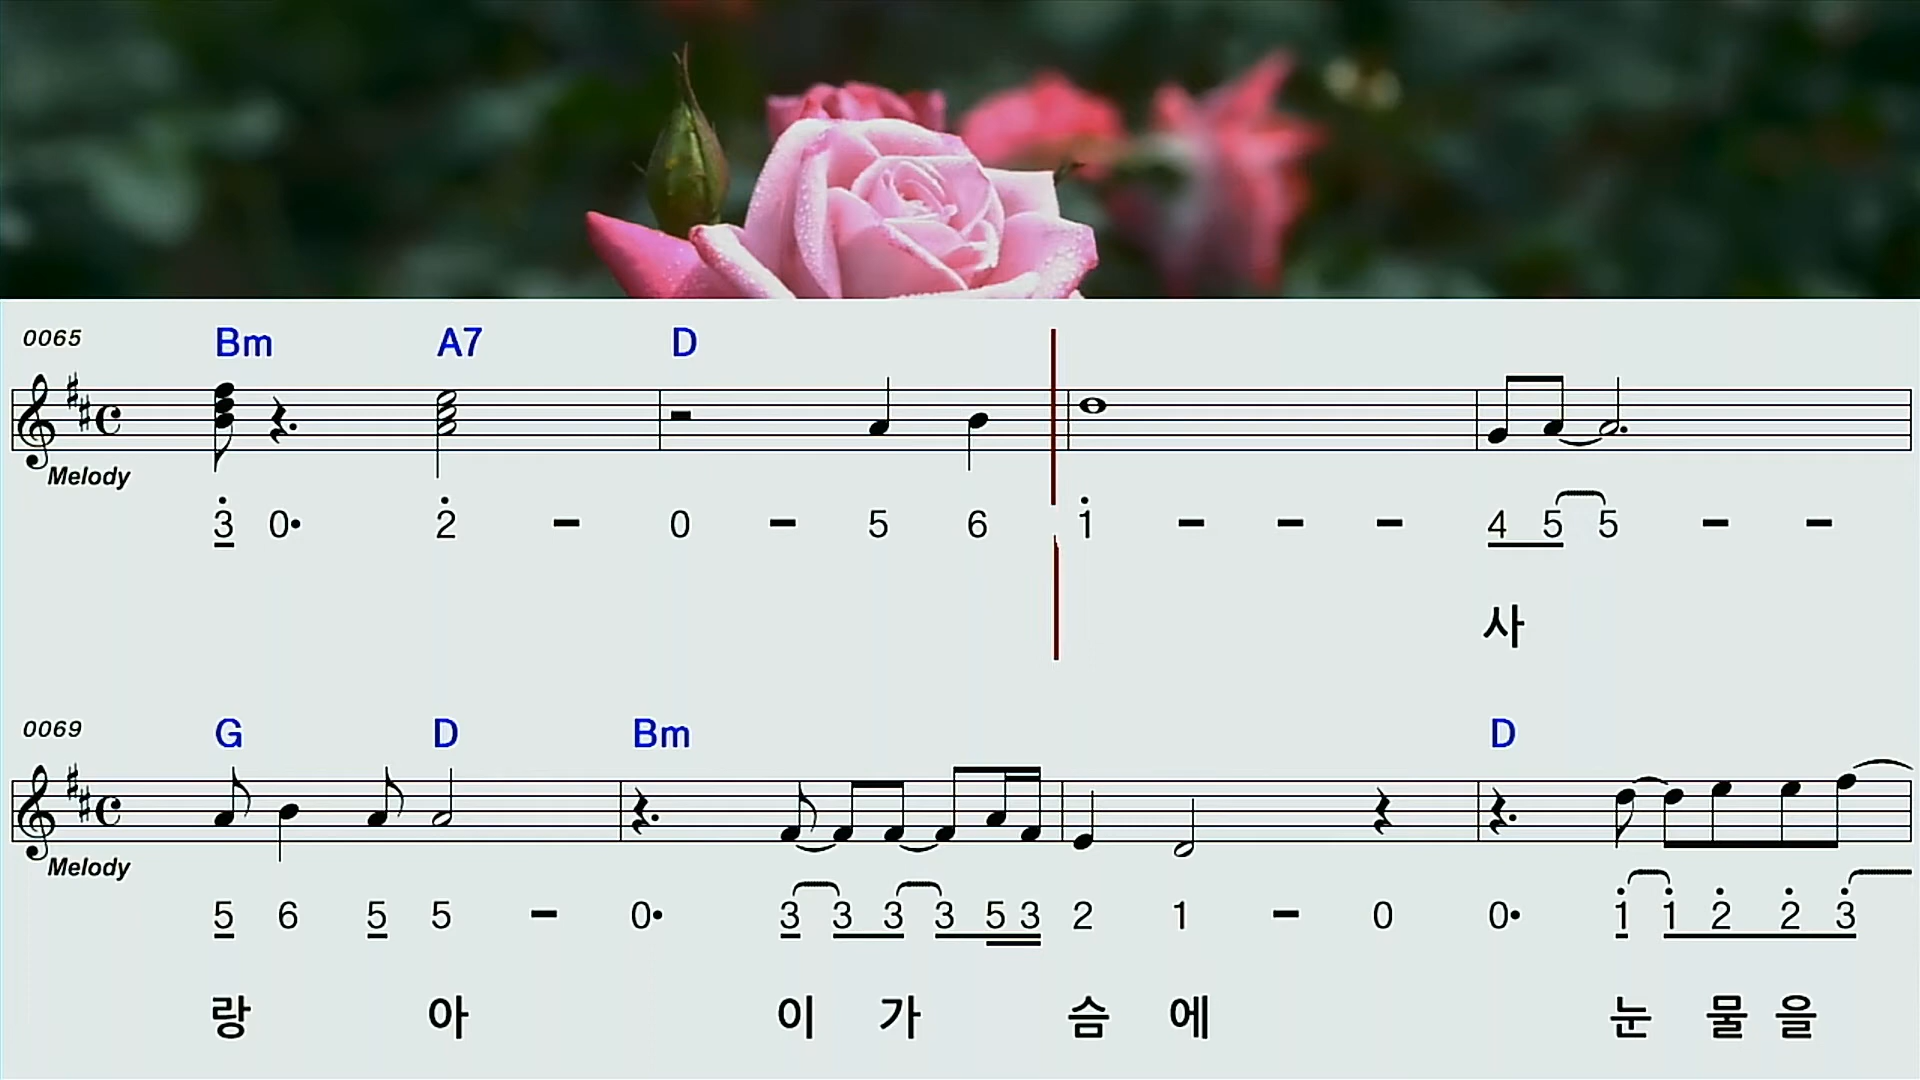 0065 Bm A7 D
Melody
3 0• 2 – 0 – 5 6 1 – – – 4 5 5 – –
사
0069 G D Bm D
Melody
5 6 5 5 – 0• 3 3 3 3 5 3 2 1 – 0 0• 1 1 2 2 3
랑 아 이 가 슴 에 눈 물 을